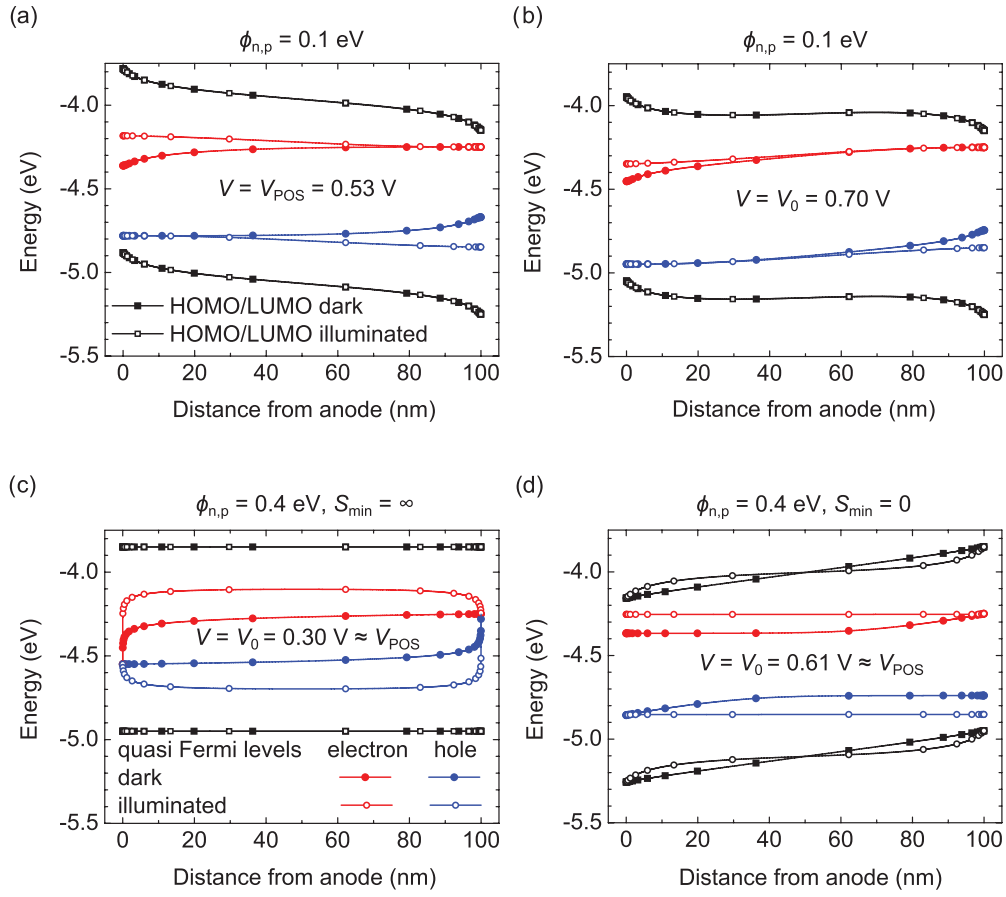 (a)
ϕn,p = 0.1 eV
-4.0
-4.5
-5.0
-5.5
Energy (eV)
V = VPOS = 0.53 V
HOMO/LUMO dark
HOMO/LUMO illuminated
0 20 40 60 80 100
Distance from anode (nm)
(b)
ϕn,p = 0.1 eV
-4.0
-4.5
-5.0
-5.5
Energy (eV)
V = V0 = 0.70 V
0 20 40 60 80 100
Distance from anode (nm)
(c)
ϕn,p = 0.4 eV, Smin = ∞
-4.0
-4.5
-5.0
-5.5
Energy (eV)
V = V0 = 0.30 V ≈ VPOS
quasi Fermi levels electron hole
dark
illuminated
0 20 40 60 80 100
Distance from anode (nm)
(d)
ϕn,p = 0.4 eV, Smin = 0
-4.0
-4.5
-5.0
-5.5
Energy (eV)
V = V0 = 0.61 V ≈ VPOS
0 20 40 60 80 100
Distance from anode (nm)